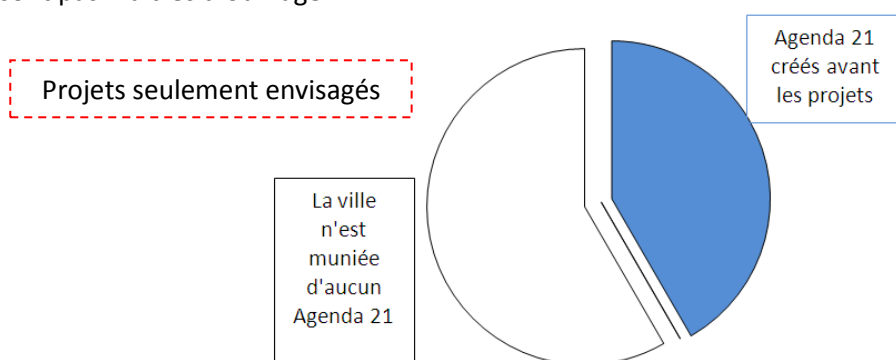 Agenda 21
créés avant
les projets
Projets seulement envisagés
La ville
n'est
muniée
d'aucun
Agenda 21